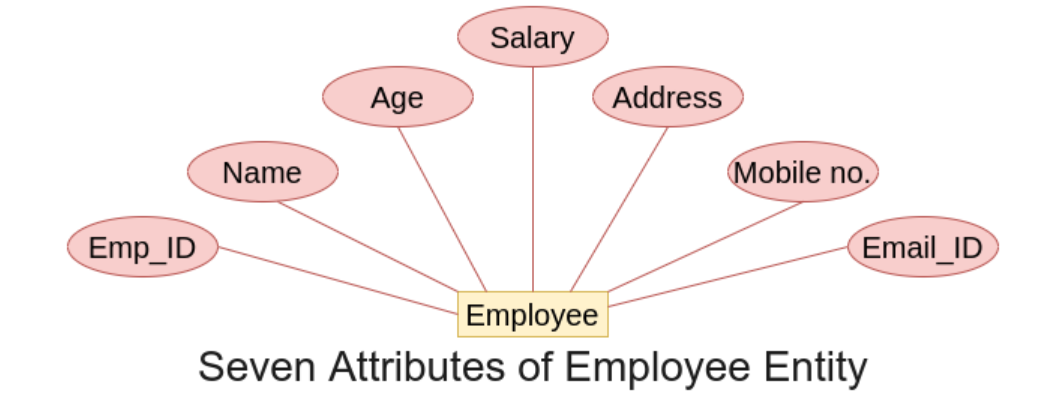 Salary
Age
Address
Name
Mobile no.
Emp_ID
Email_ID
Employee
Seven Attributes of Employee Entity